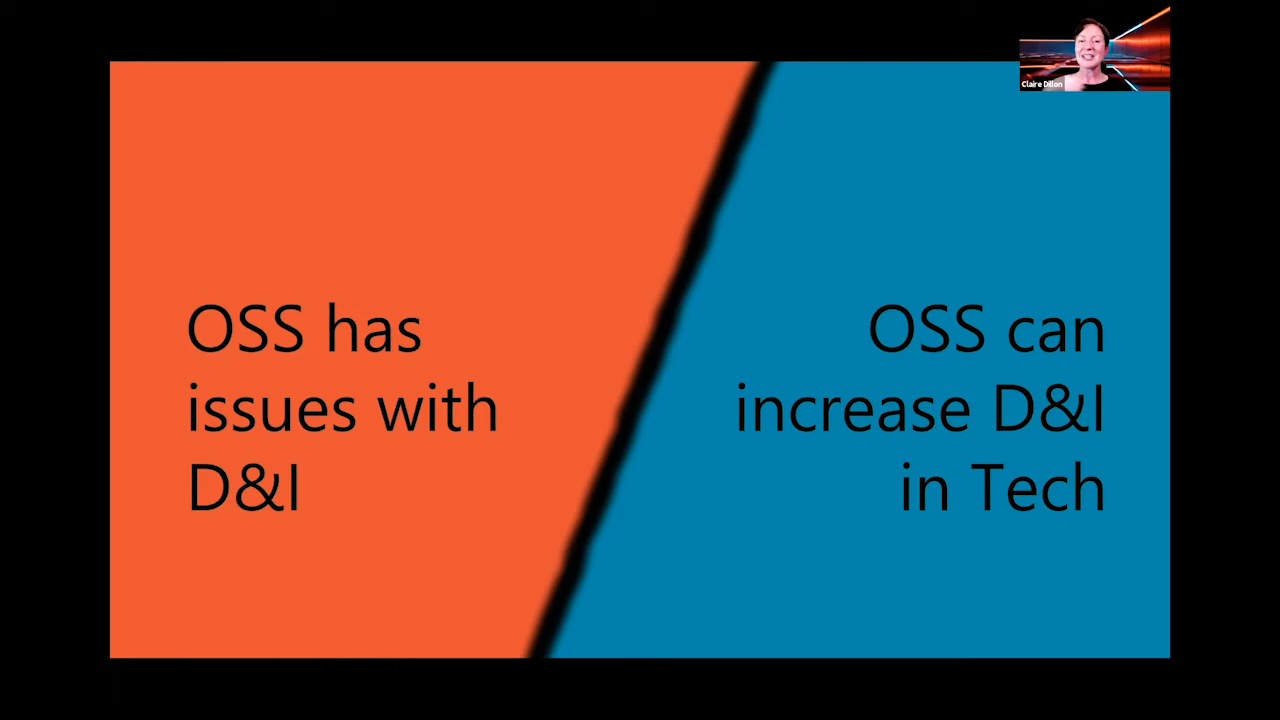 Claire Dillon
OSS has
issues with
D&I
OSS can
increase D&I
in Tech